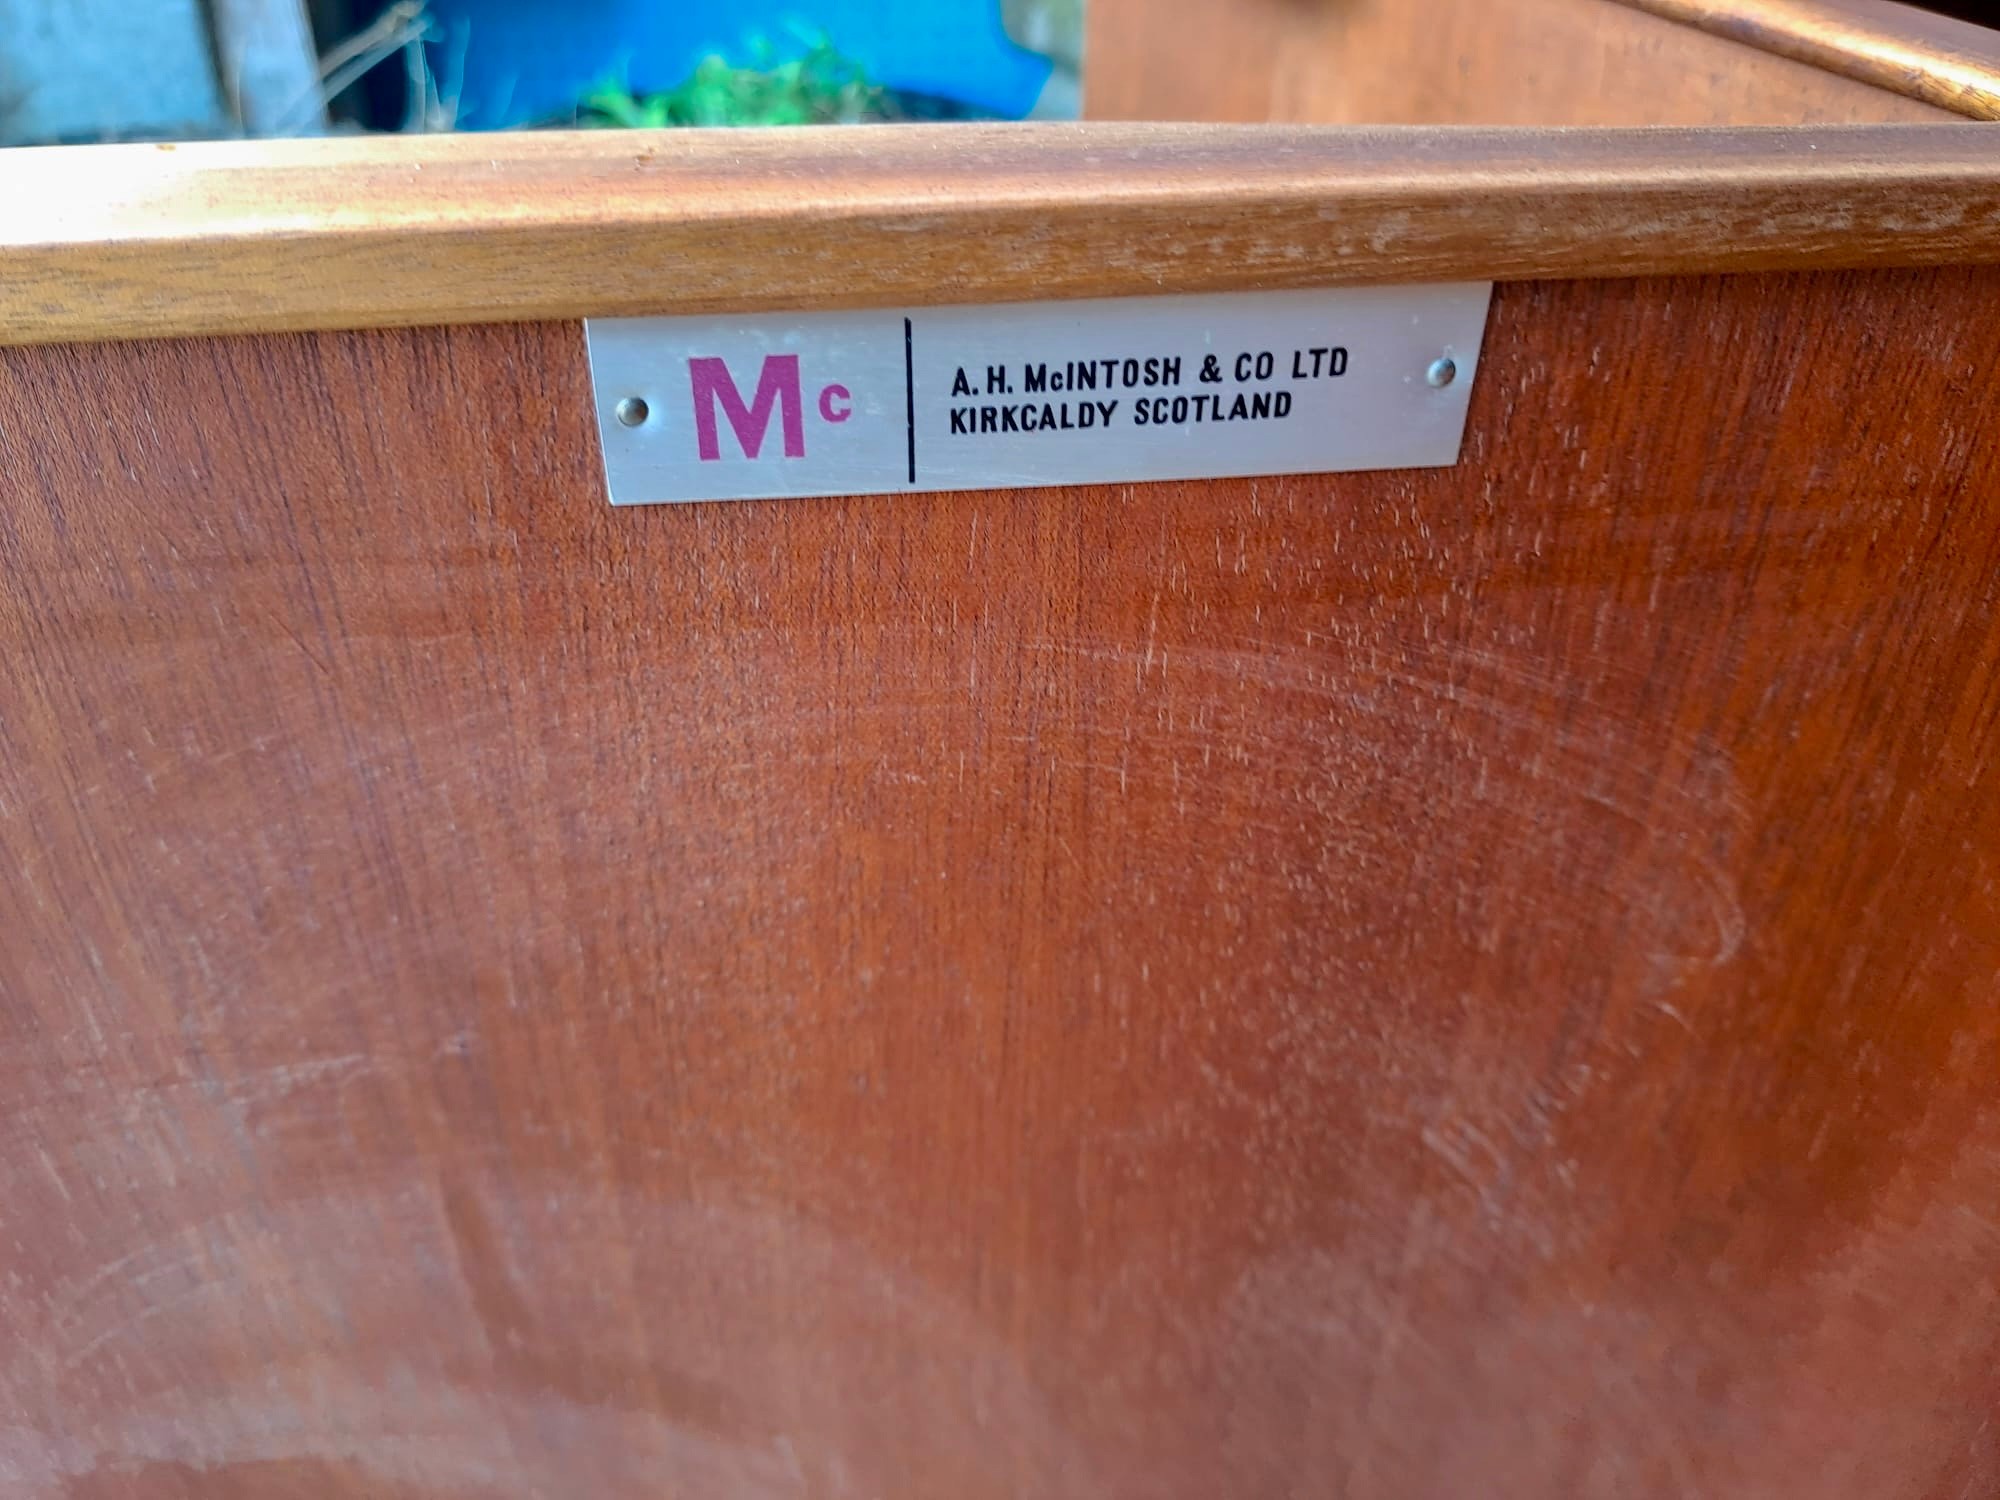 Mc
A. H. McINTOSH & CO LTD
KIRKCALDY SCOTLAND